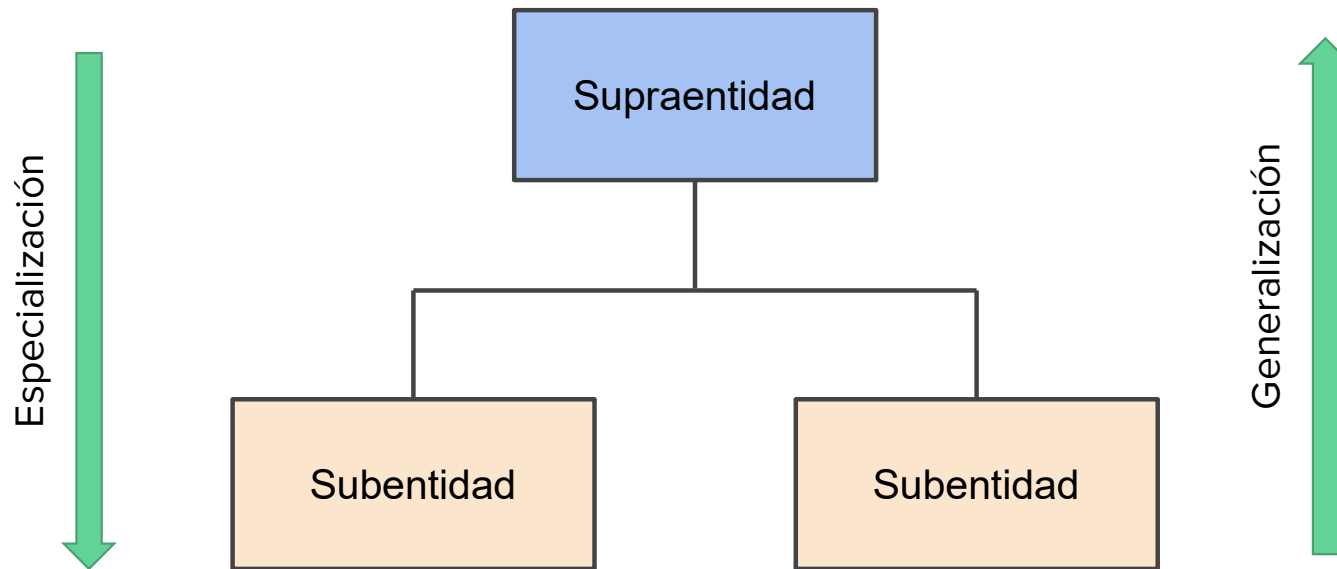 Supraentidad
Especialización
Generalización
Subentidad
Subentidad